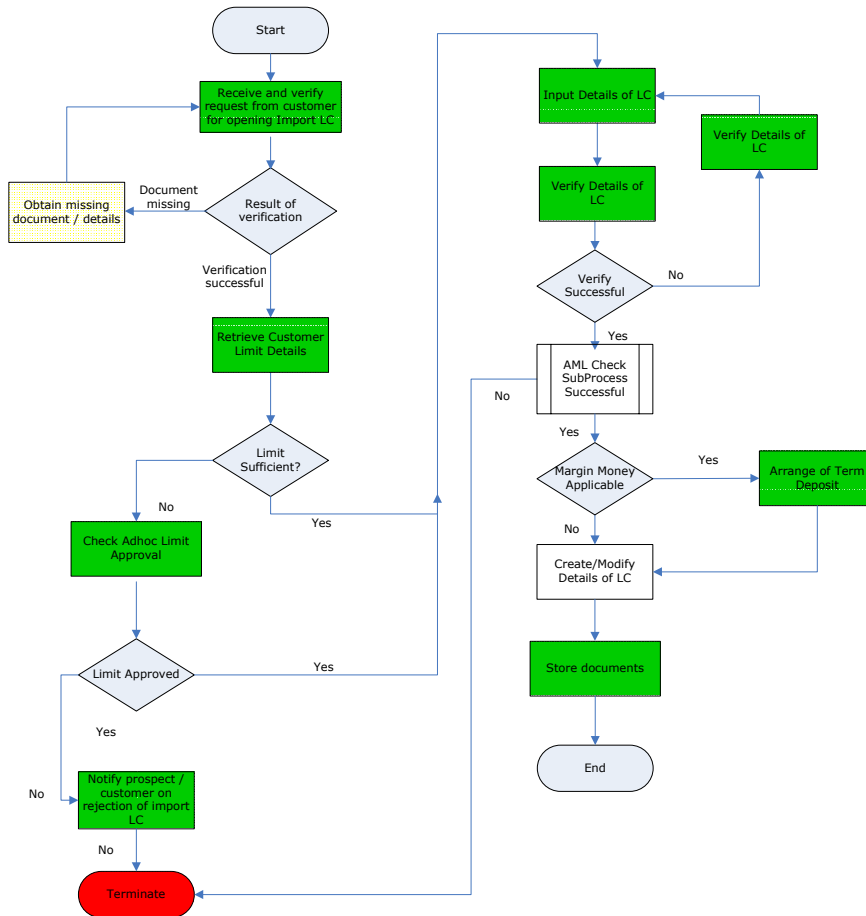 Start
Receive and verify
request from customer
for opening Import LC
Document
missing
Obtain missing
document / details
Result of
verification
Verification
successful
Retrieve Customer
Limit Details
Limit
Sufficient?
No
Yes
Check Adhoc Limit
Approval
Limit Approved
Yes
Yes
No
Notify prospect /
customer on
rejection of import
LC
No
Terminate
Input Details of LC
Verify Details of
LC
Verify Details of
LC
Verify
Successful
No
Yes
AML Check
SubProcess
Successful
No
Yes
Margin Money
Applicable
Yes
Arrange of Term
Deposit
No
Create/Modify
Details of LC
Store documents
End